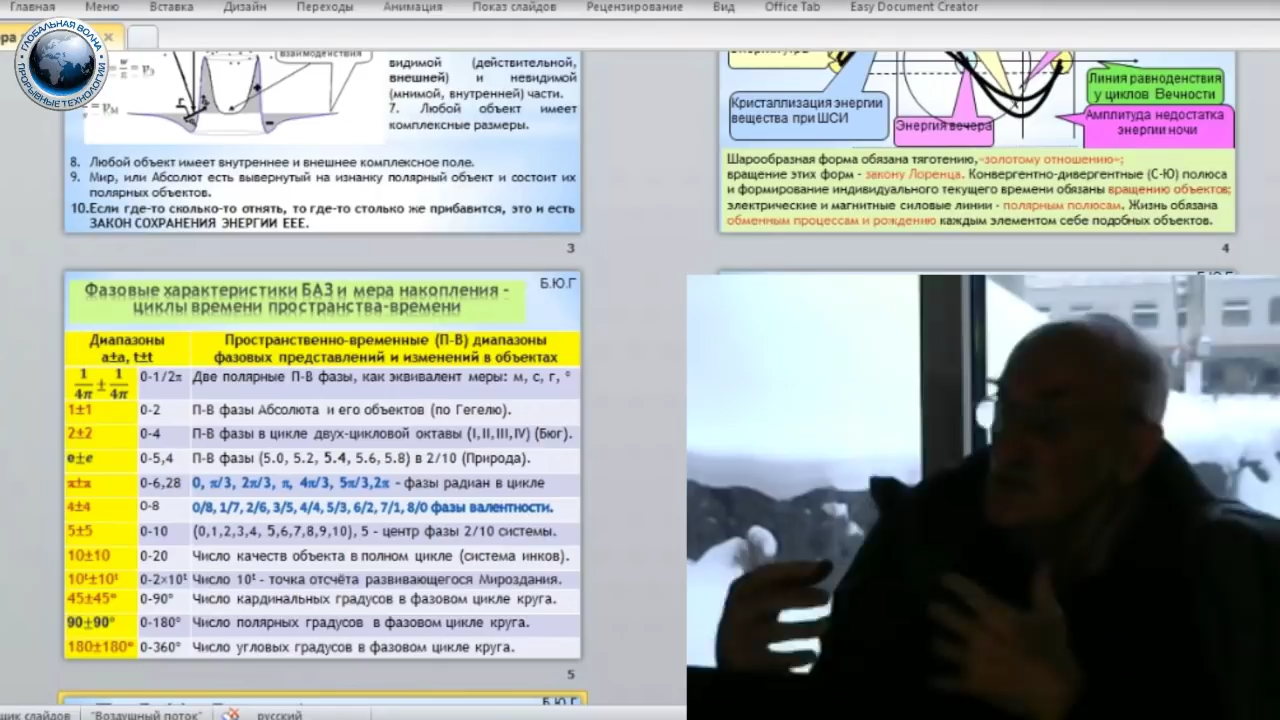 Главная Меню Вставка Дизайн Переходы Анимация Показ слайдов Рецензирование Вид Office Tab Easy Document Creator
ГЛОБАЛЬНАЯ ВОЛНА
ПРОРЫВНЫЕ ТЕХНОЛОГИИ
взаимодействия
видимой (действительной,
внешней) и невидимой
(мнимой, внутренней) части.
7. Любой объект имеет
комплексные размеры.
8. Любой объект имеет внутреннее и внешнее комплексное поле.
9. Мир, или Абсолют есть вывернутый на изнанку полярный объект и состоит их
полярных объектов.
10.Если где-то сколько-то отнять, то где-то столько же прибавится, это и есть
ЗАКОН СОХРАНЕНИЯ ЭНЕРГИИ ЕЕЕ.
3
Линия равноденствия
у циклов Вечности
Кристаллизация энергии
вещества при ШСИ
Энергия вечера
Амплитуда недостатка
энергии ночи
Шарообразная форма обязана тяготению, «золотому отношению»;
вращение этих форм - закону Лоренца. Конвергентно-дивергентные (С-Ю) полюса
и формирование индивидуального текущего времени обязаны вращению объектов;
электрические и магнитные силовые линии - полярным полюсам. Жизнь обязана
обменным процессам и рождению каждым элементом себе подобных объектов.
4
Б.Ю.Г
Фазовые характеристики БАЗ и мера накопления -
циклы времени пространства-времени
Диапазоны
a±a, t±t
Пространственно-временные (П-В) диапазоны
фазовых представлений и изменений в объектах
1/4π ± 1/4π 0-1/2π Две полярные П-В фазы, как эквивалент меры: м, с, г, °
1±1 0-2 П-В фазы Абсолюта и его объектов (по Гегелю).
2±2 0-4 П-В фазы в цикле двух-цикловой октавы (I,II,III,IV) (Бюг).
e±e 0-5,4 П-В фазы (5.0, 5.2, 5.4, 5.6, 5.8) в 2/10 (Природа).
π±π 0-6,28 0, π/3, 2π/3, π, 4π/3, 5π/3,2π - фазы радиан в цикле
4±4 0-8 0/8, 1/7, 2/6, 3/5, 4/4, 5/3, 6/2, 7/1, 8/0 фазы валентности.
5±5 0-10 (0,1,2,3,4, 5,6,7,8,9,10), 5 - центр фазы 2/10 системы.
10±10 0-20 Число качеств объекта в полном цикле (система инков).
10ᵗ±10ᵗ 0-2×10ᵗ Число 10ᵗ - точка отсчёта развивающегося Мироздания.
45±45° 0-90° Число кардинальных градусов в фазовом цикле круга.
90±90° 0-180° Число полярных градусов в фазовом цикле круга.
180±180° 0-360° Число угловых градусов в фазовом цикле круга.
5
"Воздушный поток" русский